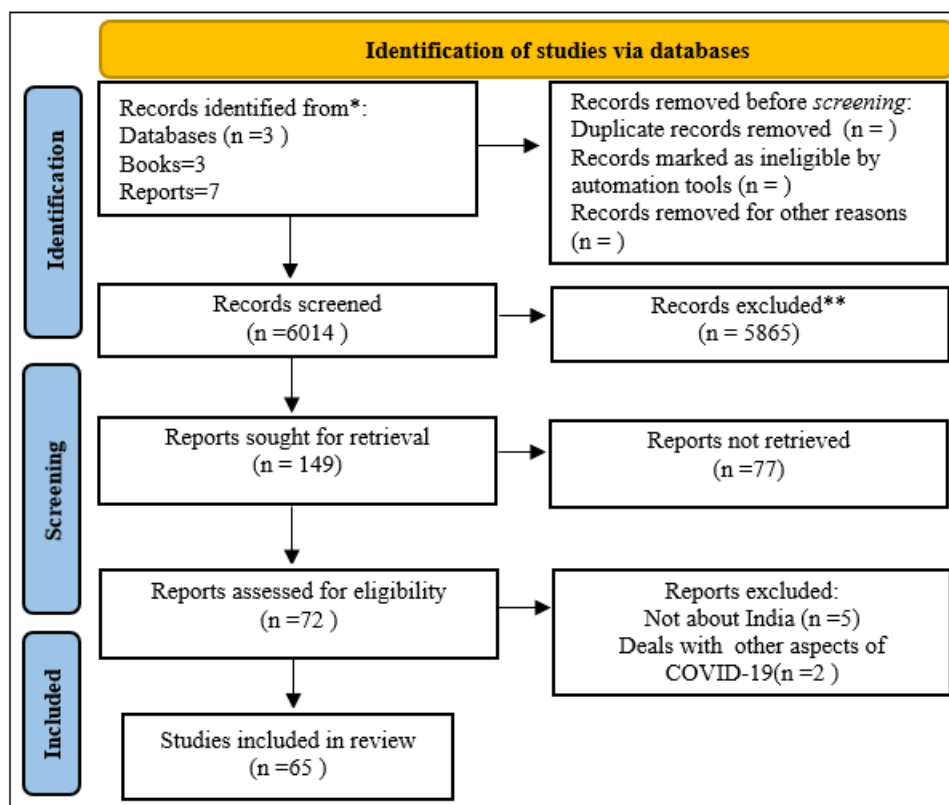 Identification of studies via databases
Identification
Records identified from*:
Databases (n =3 )
Books=3
Reports=7
Records removed before screening:
Duplicate records removed (n = )
Records marked as ineligible by
automation tools (n = )
Records removed for other reasons
(n = )
Records screened
(n =6014 )
Records excluded**
(n = 5865)
Screening
Reports sought for retrieval
(n = 149)
Reports not retrieved
(n =77)
Reports assessed for eligibility
(n =72 )
Reports excluded:
Not about India (n =5)
Deals with other aspects of
COVID-19(n =2 )
Included
Studies included in review
(n =65 )